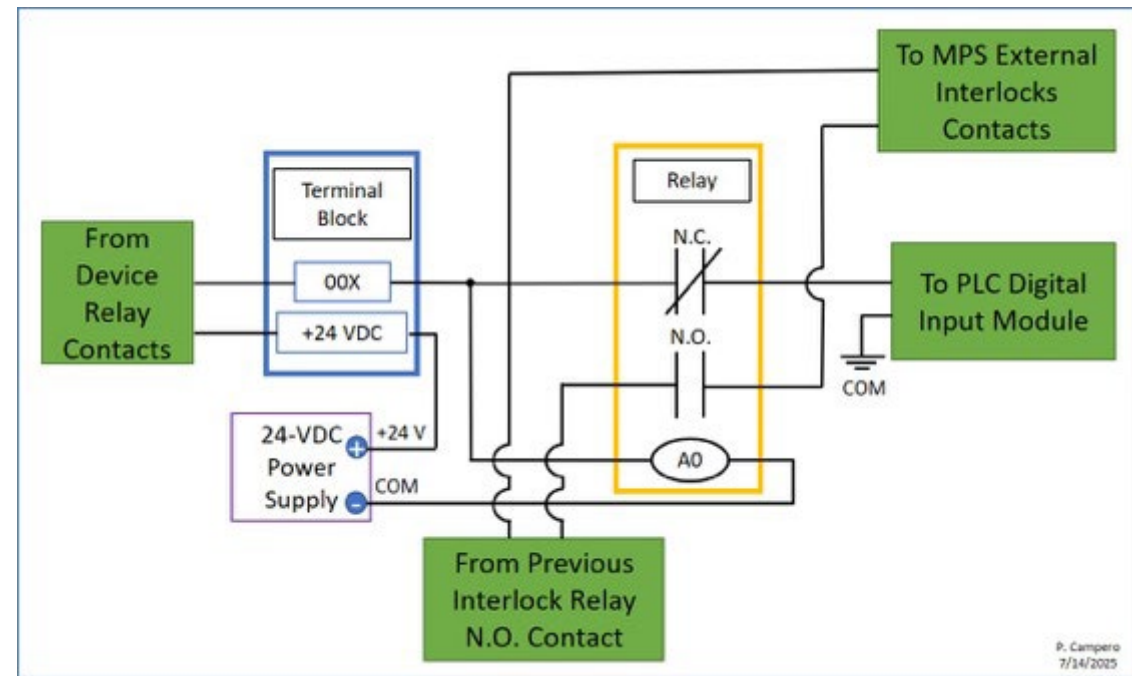 To MPS External
Interlocks
Contacts
Terminal
Block
Relay
From
Device
Relay
Contacts
00X
+24 VDC
N.C.
To PLC Digital
Input Module
N.O.
COM
24-VDC
Power
Supply
+
+24 V
-
COM
A0
From Previous
Interlock Relay
N.O. Contact
P. Campero
7/14/2025